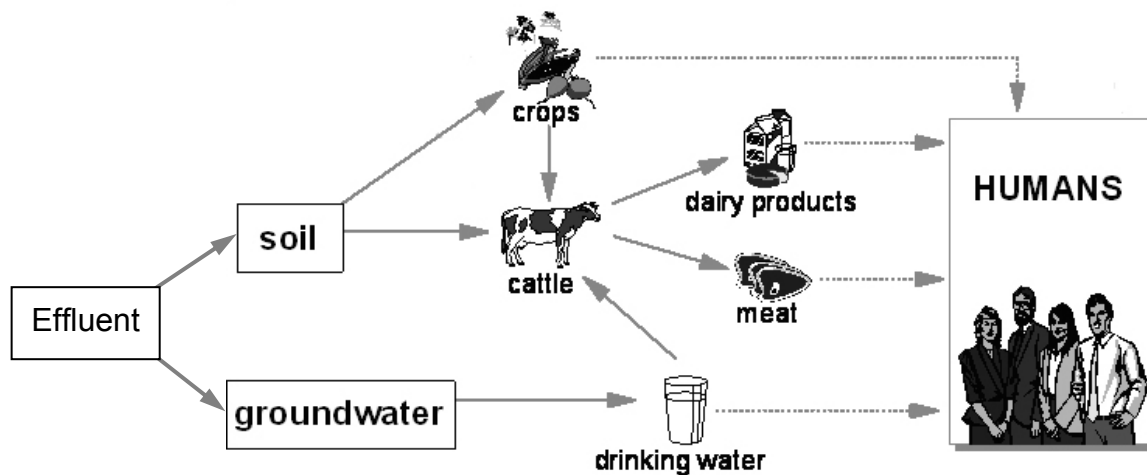 crops
dairy products
HUMANS
soil
cattle
meat
Effluent
groundwater
drinking water